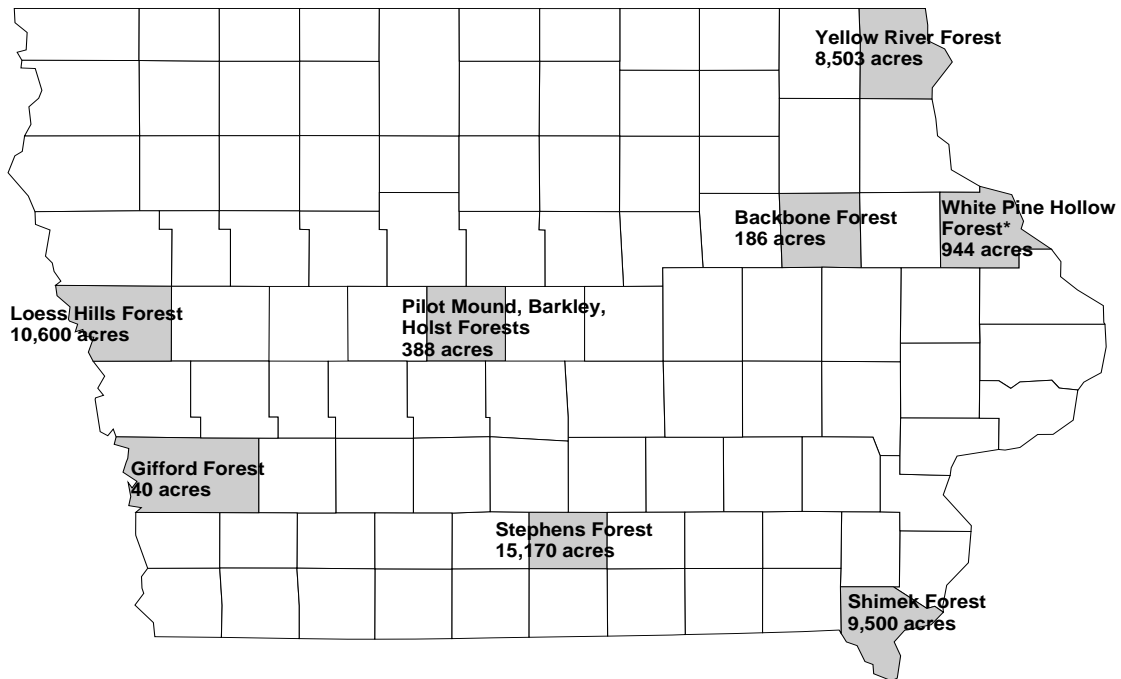 Yellow River Forest
8,503 acres
Backbone Forest
186 acres
White Pine Hollow
Forest*
944 acres
Loess Hills Forest
10,600 acres
Pilot Mound, Barkley,
Holst Forests
388 acres
Gifford Forest
40 acres
Stephens Forest
15,170 acres
Shimek Forest
9,500 acres